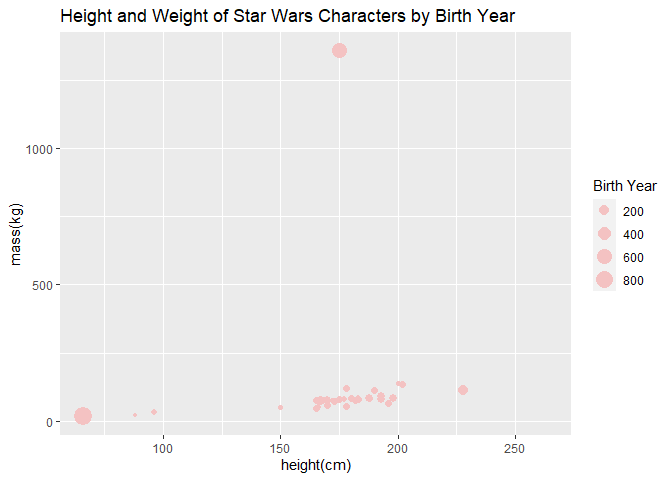 Height and Weight of Star Wars Characters by Birth Year
mass(kg)
1000
500
0
100
150
200
250
height(cm)
Birth Year
200
400
600
800